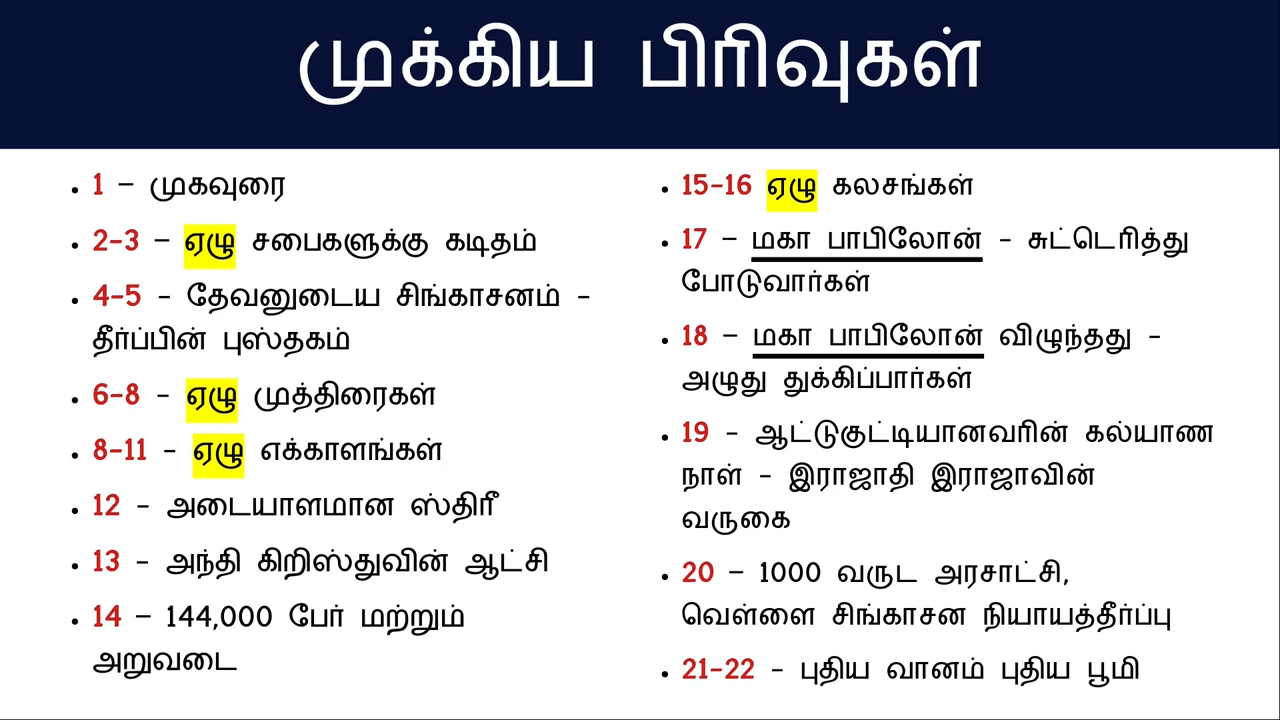 முக்கிய பிரிவுகள்
• 1 – முகவுரை
• 2-3 – ஏழு சபைகளுக்கு கடிதம்
• 4-5 - தேவனுடைய சிங்காசனம் -
தீர்ப்பின் புஸ்தகம்
• 6-8 - ஏழு முத்திரைகள்
• 8-11 - ஏழு எக்காளங்கள்
• 12 - அடையாளமான ஸ்திரீ
• 13 - அந்தி கிறிஸ்துவின் ஆட்சி
• 14 – 144,000 பேர் மற்றும்
அறுவடை
• 15-16 ஏழு கலசங்கள்
• 17 – மகா பாபிலோன் - சுட்டெரித்து
போடுவார்கள்
• 18 – மகா பாபிலோன் விழுந்தது -
அழுது துக்கிப்பார்கள்
• 19 - ஆட்டுகுட்டியானவரின் கல்யாண
நாள் - இராஜாதி இராஜாவின்
வருகை
• 20 – 1000 வருட அரசாட்சி,
வெள்ளை சிங்காசன நியாயத்தீர்ப்பு
• 21-22 - புதிய வானம் புதிய பூமி